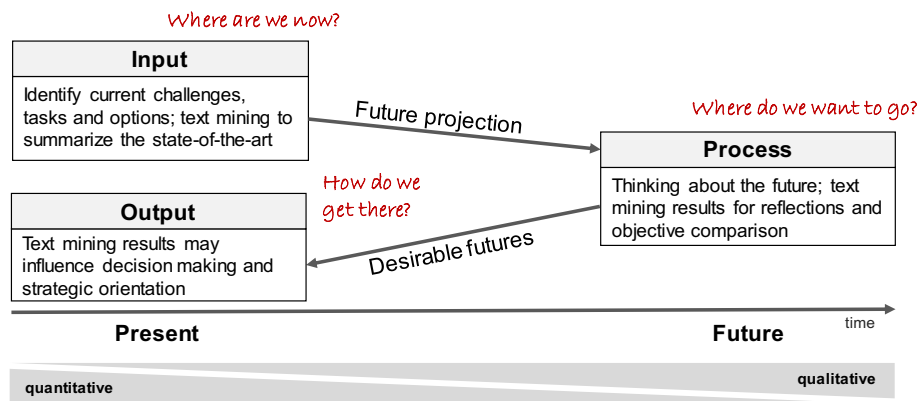 Where are we now?
Input
Identify current challenges,
tasks and options; text mining to
summarize the state-of-the-art
Future projection
Where do we want to go?
Process
Thinking about the future; text
mining results for reflections and
objective comparison
How do we
get there?
Output
Text mining results may
influence decision making and
strategic orientation
Desirable futures
time
Present
Future
quantitative
qualitative